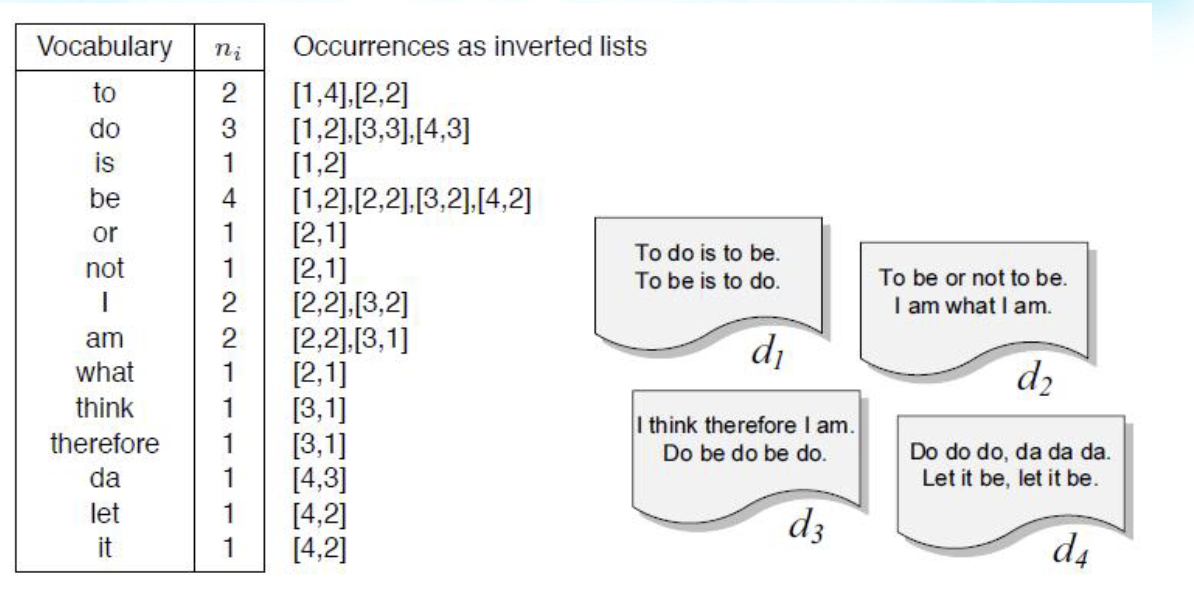 Vocabulary nᵢ Occurrences as inverted lists
to 2 [1,4],[2,2]
do 3 [1,2],[3,3],[4,3]
is 1 [1,2]
be 4 [1,2],[2,2],[3,2],[4,2]
or 1 [2,1]
not 1 [2,1]
I 2 [2,2],[3,2]
am 2 [2,2],[3,1]
what 1 [2,1]
think 1 [3,1]
therefore 1 [3,1]
da 1 [4,3]
let 1 [4,2]
it 1 [4,2]
To do is to be.
To be is to do.
d₁
To be or not to be.
I am what I am.
d₂
I think therefore I am.
Do be do be do.
d₃
Do do do, da da da.
Let it be, let it be.
d₄